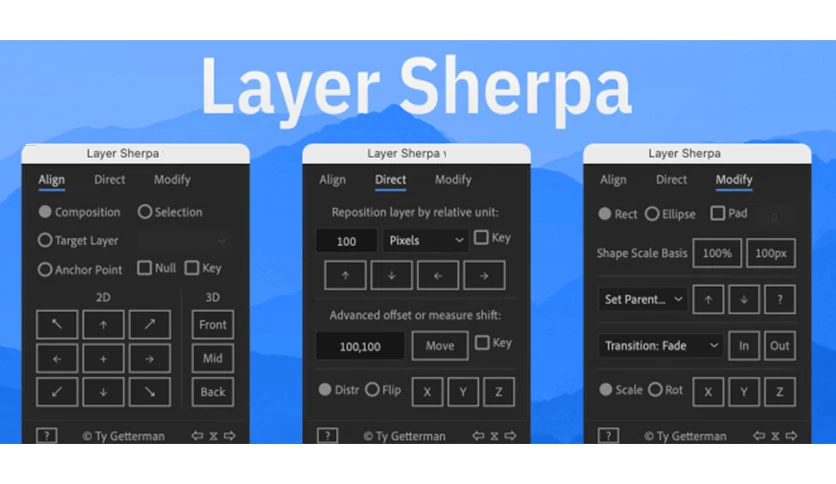 Layer Sherpa
Layer Sherpa
Align Direct Modify
Composition Selection
Target Layer
Anchor Point Null Key
2D 3D
↖ ↑ ↗ Front
← + → Mid
↙ ↓ ↘ Back
? © Ty Getterman
Layer Sherpa
Align Direct Modify
Reposition layer by relative unit:
100 Pixels Key
↑ ↓ ← →
Advanced offset or measure shift:
100,100 Move Key
Distr Flip X Y Z
? © Ty Getterman
Layer Sherpa
Align Direct Modify
Rect Ellipse Pad 0
Shape Scale Basis 100% 100px
Set Parent... ↑ ↓ ?
Transition: Fade In Out
Scale Rot X Y Z
? © Ty Getterman